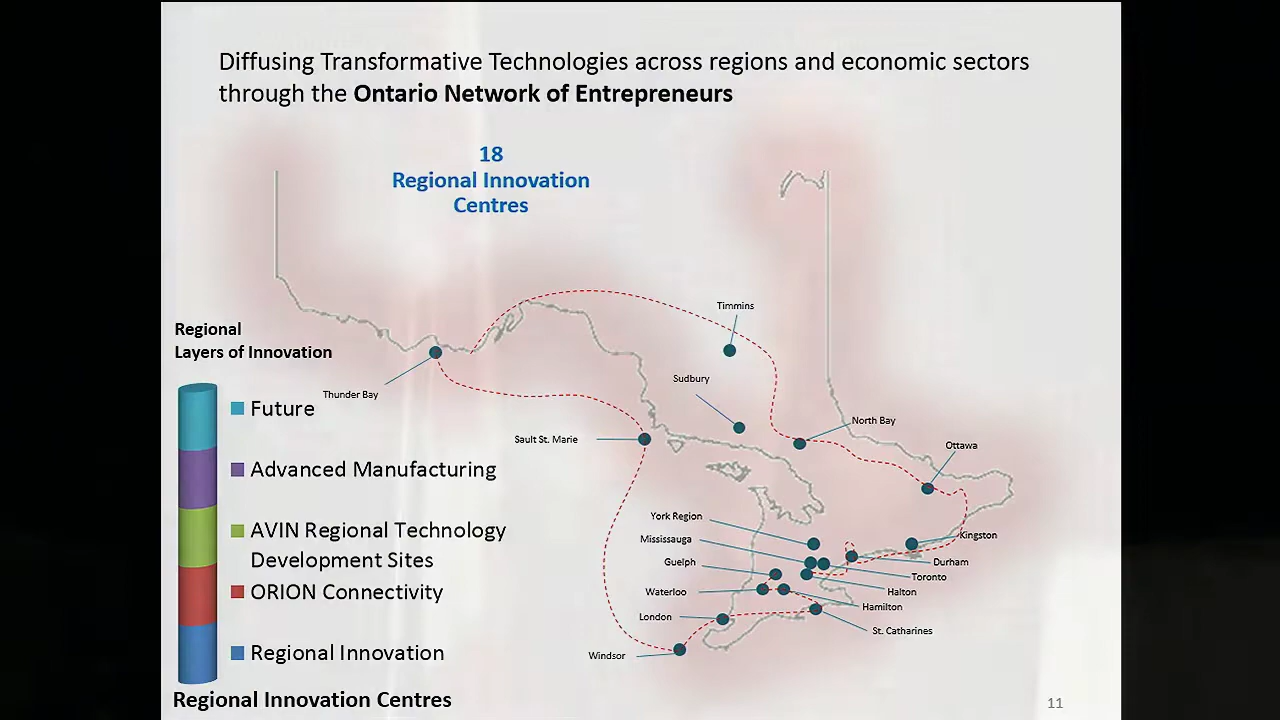 Diffusing Transformative Technologies across regions and economic sectors
through the Ontario Network of Entrepreneurs
18
Regional Innovation
Centres
Timmins
Regional
Layers of Innovation
Sudbury
Thunder Bay
Future
North Bay
Sault St. Marie
Ottawa
Advanced Manufacturing
York Region
AVIN Regional Technology
Development Sites
Kingston
Mississauga
Guelph
Durham
Toronto
ORION Connectivity
Waterloo
Halton
Hamilton
London
St. Catharines
Regional Innovation
Windsor
Regional Innovation Centres
11